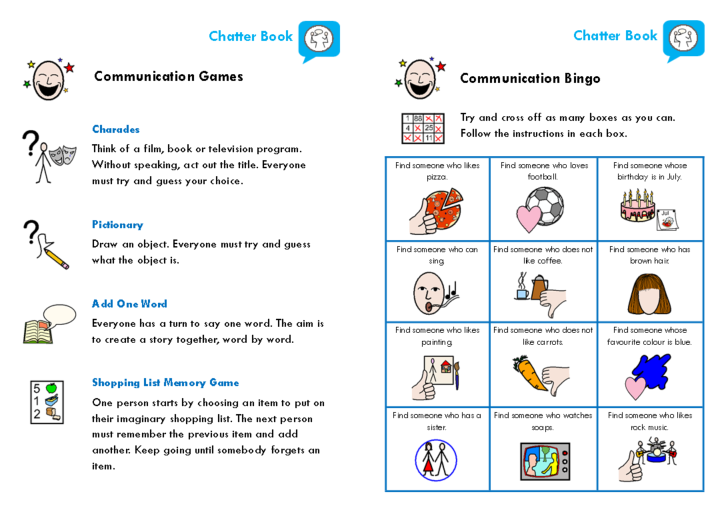 Chatter Book
Communication Games
Charades
Think of a film, book or television program.
Without speaking, act out the title. Everyone
must try and guess your choice.
Pictionary
Draw an object. Everyone must try and guess
what the object is.
Add One Word
Everyone has a turn to say one word. The aim is
to create a story together, word by word.
5
1
2
Shopping List Memory Game
One person starts by choosing an item to put on
their imaginary shopping list. The next person
must remember the previous item and add
another. Keep going until somebody forgets an
item.
Chatter Book
Communication Bingo
1 88
4 25
11
Try and cross off as many boxes as you can.
Follow the instructions in each box.
Find someone who likes
pizza.
Find someone who loves
football.
Find someone whose
birthday is in July.
Jul
Find someone who can
sing.
Find someone who does not
like coffee.
Find someone who has
brown hair.
Find someone who likes
painting.
Find someone who does not
like carrots.
Find someone whose
favourite colour is blue.
Find someone who has a
sister.
Find someone who watches
soaps.
Find someone who likes
rock music.